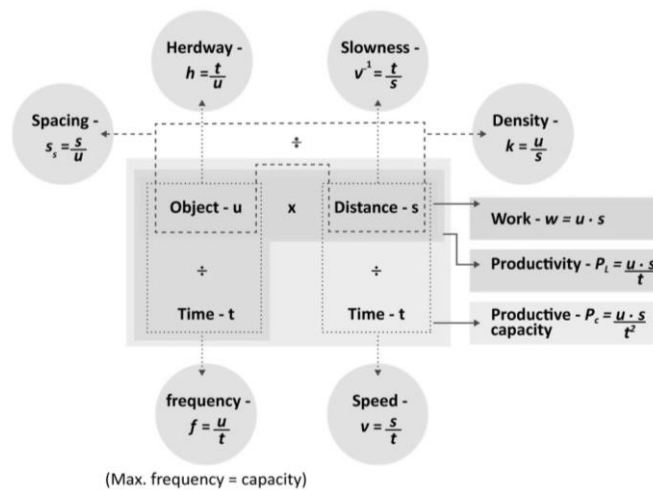 Herdway -
h = t/u
Slowness -
v⁻¹ = t/s
Spacing -
sₛ = s/u
÷
Density -
k = u/s
Object - u x Distance - s
Work - w = u · s
÷ ÷
Productivity - P_L = u · s/t
Time - t Time - t
Productive - P_c = u · s/t²
capacity
frequency -
f = u/t
Speed -
v = s/t
(Max. frequency = capacity)